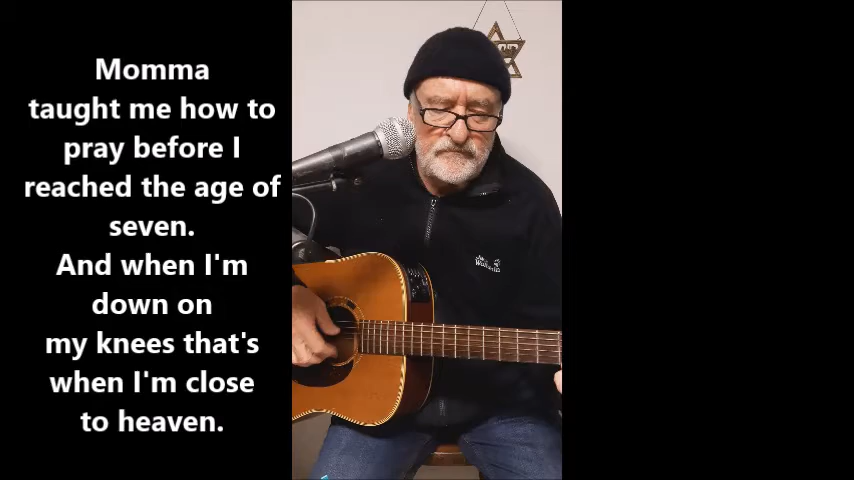 Momma
taught me how to
pray before I
reached the age of
seven.
And when I'm
down on
my knees that's
when I'm close
to heaven.